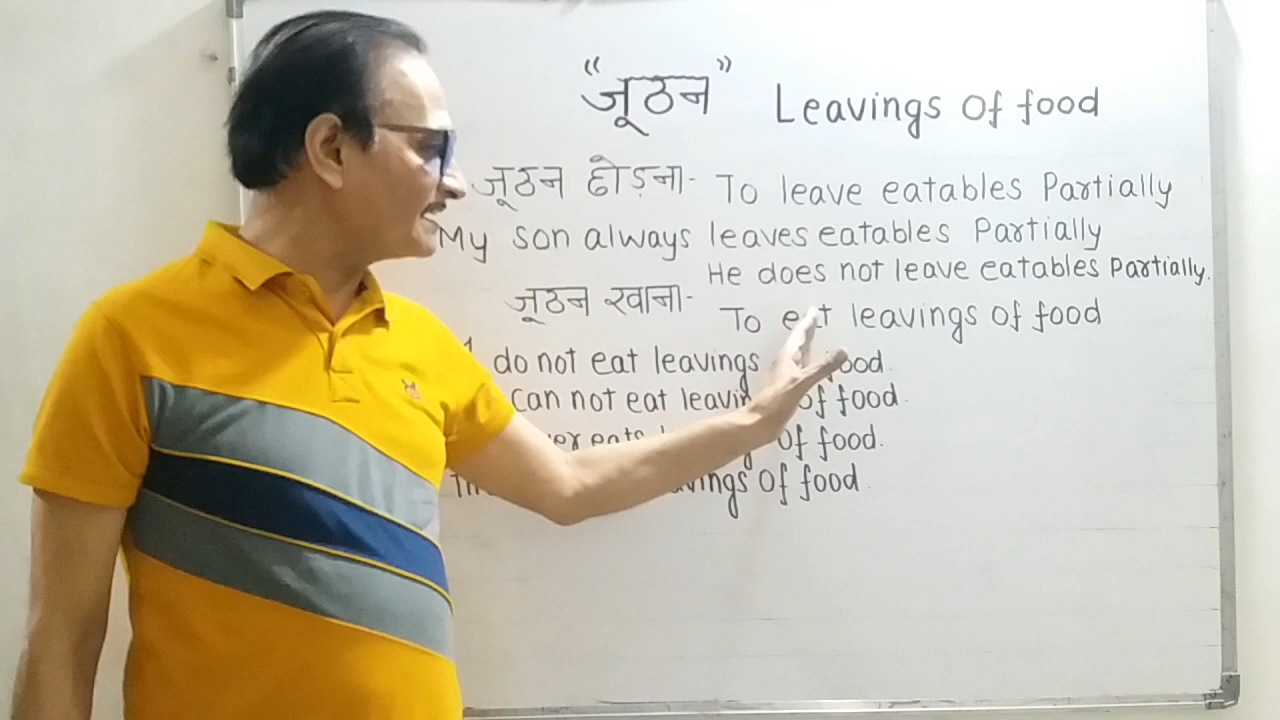 "जूठन" Leavings of food
जूठन छोड़ना- To leave eatables Partially
My son always leaves eatables Partially
He does not leave eatables Partially.
जूठन खाना- To eat leavings of food
I do not eat leavings food.
Can not eat of food.
eats of food.
Of food.